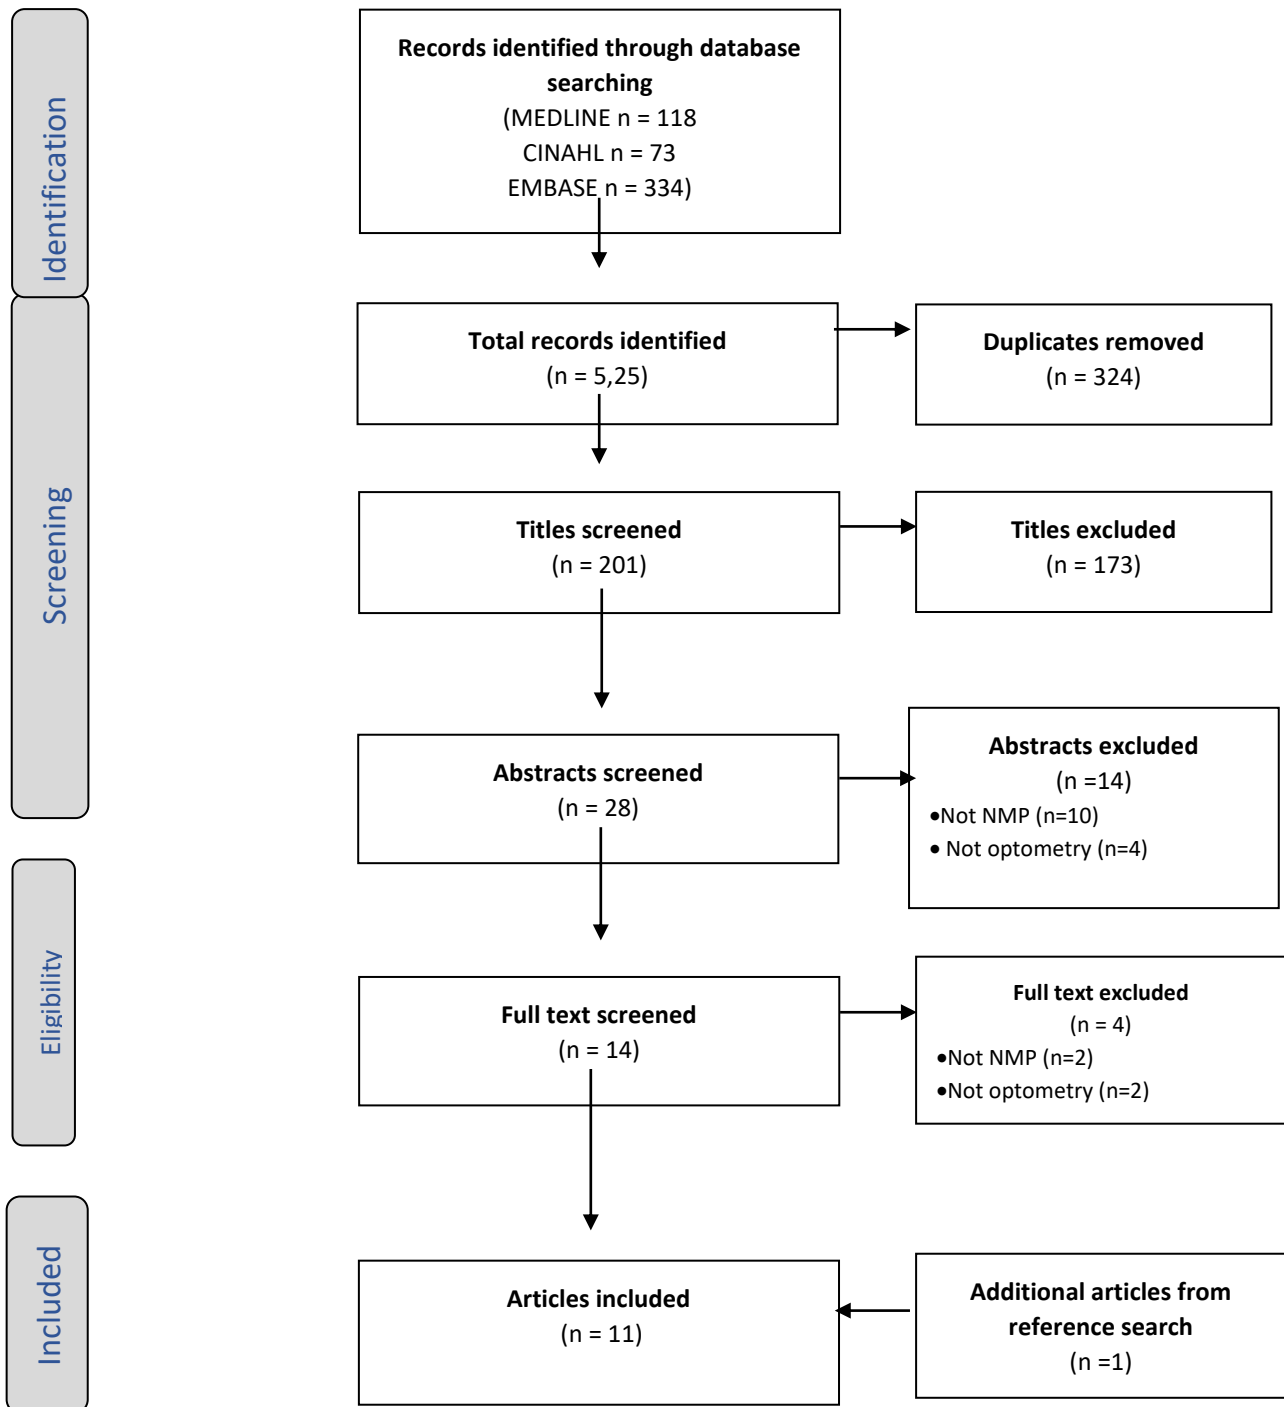 Identification
Records identified through database
searching
(MEDLINE n = 118
CINAHL n = 73
EMBASE n = 334)
Screening
Total records identified
(n = 5,25)
Duplicates removed
(n = 324)
Titles screened
(n = 201)
Titles excluded
(n = 173)
Abstracts screened
(n = 28)
Abstracts excluded
(n =14)
•Not NMP (n=10)
• Not optometry (n=4)
Eligibility
Full text screened
(n = 14)
Full text excluded
(n = 4)
•Not NMP (n=2)
•Not optometry (n=2)
Included
Articles included
(n = 11)
Additional articles from
reference search
(n =1)